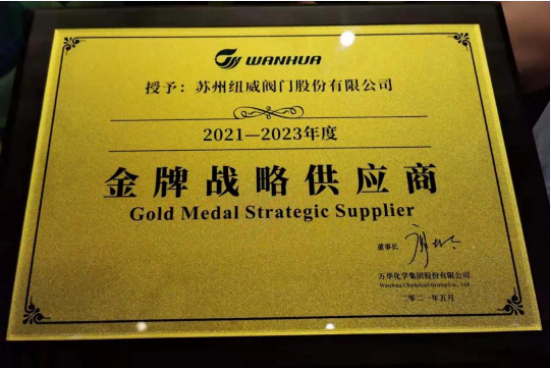 WANHUA
授予：苏州纽威阀门股份有限公司
2021—2023年度
金牌战略供应商
Gold Medal Strategic Supplier
董事长
万华化学集团股份有限公司
Wanhua Chemical Group Co., Ltd
二〇二一年五月